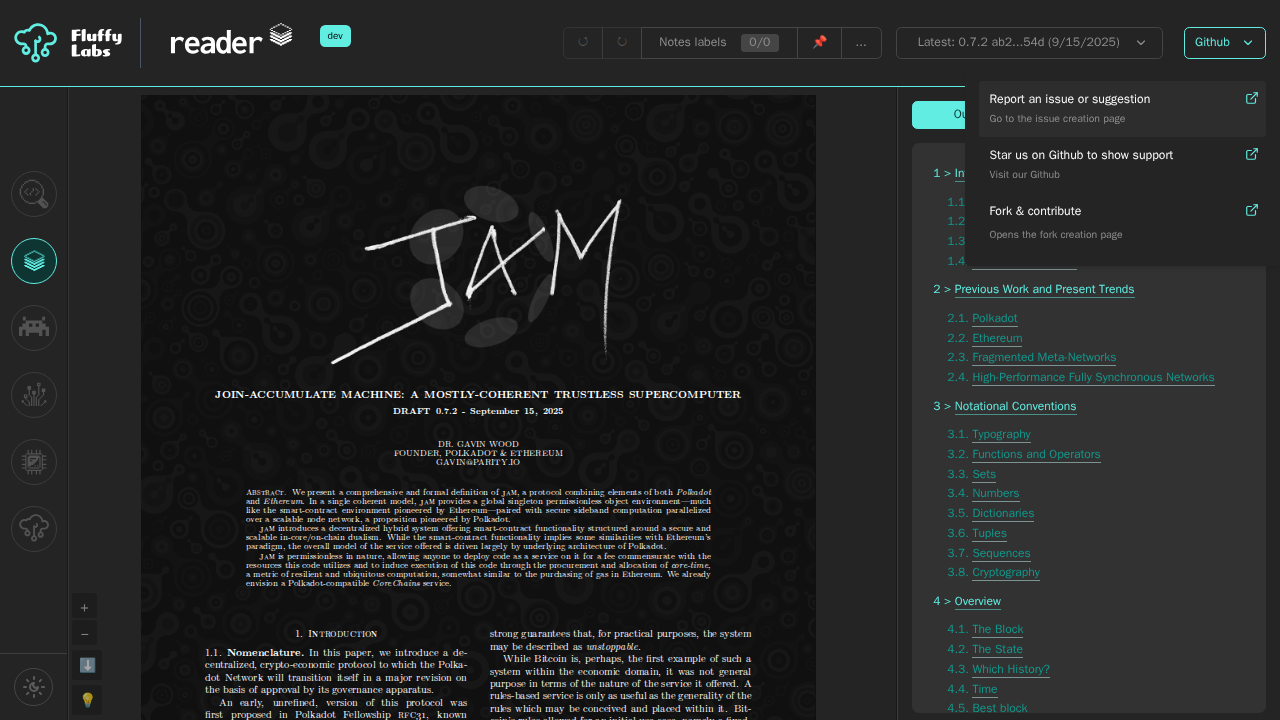 Fluffy
Labs
reader
dev
Notes labels
0/0
...
Latest: 0.7.2 ab2...54d (9/15/2025)
Github
Report an issue or suggestion
Go to the issue creation page
Star us on Github to show support
Visit our Github
Fork & contribute
Opens the fork creation page
JAM
JOIN-ACCUMULATE MACHINE: A MOSTLY-COHERENT TRUSTLESS SUPERCOMPUTER
DRAFT 0.7.2 - September 15, 2025
DR. GAVIN WOOD
FOUNDER, POLKADOT & ETHEREUM
GAVIN@PARITY.IO
Abstract. We present a comprehensive and formal definition of JAM, a protocol combining elements of both Polkadot
and Ethereum. In a single coherent model, JAM provides a global singleton permissionless object environment—much
like the smart-contract environment pioneered by Ethereum—paired with secure sideband computation parallelized
over a scalable node network, a proposition pioneered by Polkadot.
JAM introduces a decentralized hybrid system offering smart-contract functionality structured around a secure and
scalable in-core/on-chain dualism. While the smart-contract functionality implies some similarities with Ethereum's
paradigm, the overall model of the service offered is driven largely by underlying architecture of Polkadot.
JAM is permissionless in nature, allowing anyone to deploy code as a service on it for a fee commensurate with the
resources this code utilizes and to induce execution of this code through the procurement and allocation of core-time,
a metric of resilient and ubiquitous computation, somewhat similar to the purchasing of gas in Ethereum. We already
envision a Polkadot-compatible CoreChains service.
1. Introduction
1.1. Nomenclature. In this paper, we introduce a de-
centralized, crypto-economic protocol to which the Polka-
dot Network will transition itself in a major revision on
the basis of approval by its governance apparatus.
An early, unrefined, version of this protocol was
first proposed in Polkadot Fellowship RFC31, known
strong guarantees that, for practical purposes, the system
may be described as unstoppable.
While Bitcoin is, perhaps, the first example of such a
system within the economic domain, it was not general
purpose in terms of the nature of the service it offered. A
rules-based service is only as useful as the generality of the
rules which may be conceived and placed within it. Bit-
1 > In
1.1
1.2
1.3
1.4
2 > Previous Work and Present Trends
2.1. Polkadot
2.2. Ethereum
2.3. Fragmented Meta-Networks
2.4. High-Performance Fully Synchronous Networks
3 > Notational Conventions
3.1. Typography
3.2. Functions and Operators
3.3. Sets
3.4. Numbers
3.5. Dictionaries
3.6. Tuples
3.7. Sequences
3.8. Cryptography
4 > Overview
4.1. The Block
4.2. The State
4.3. Which History?
4.4. Time
4.5. Best block
+
−